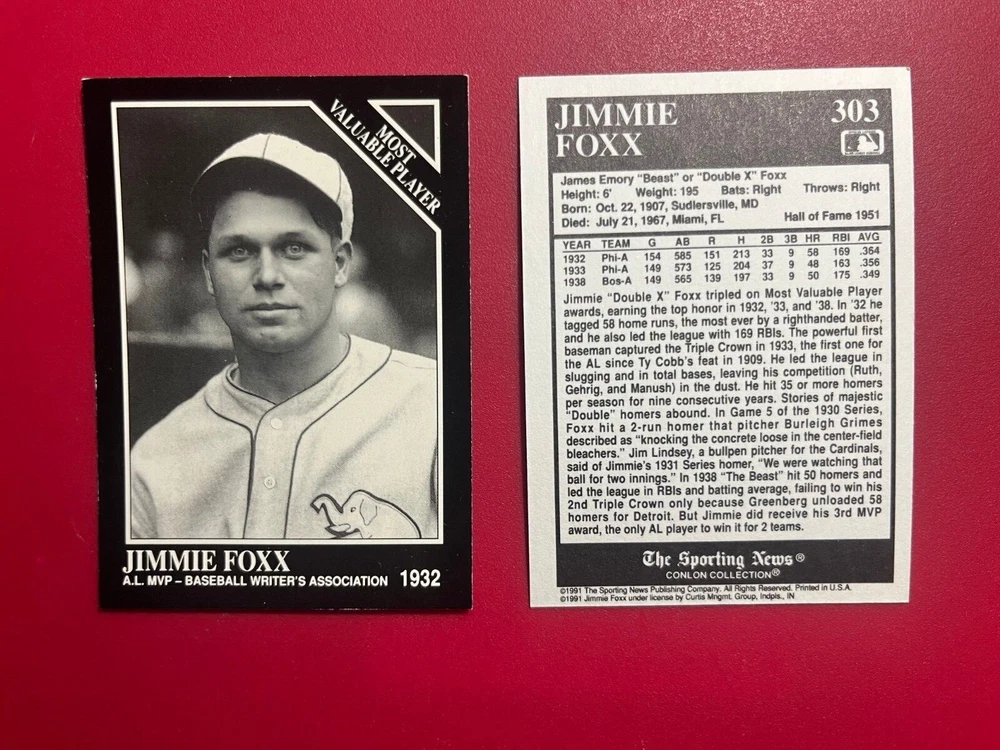 MOST
VALUABLE PLAYER
JIMMIE FOXX
A.L. MVP – BASEBALL WRITER'S ASSOCIATION 1932
JIMMIE 303
FOXX
James Emory "Beast" or "Double X" Foxx
Height: 6' Weight: 195 Bats: Right Throws: Right
Born: Oct. 22, 1907, Sudlersville, MD
Died: July 21, 1967, Miami, FL Hall of Fame 1951
YEAR TEAM G AB R H 2B 3B HR RBI AVG
1932 Phi-A 154 585 151 213 33 9 58 169 .364
1933 Phi-A 149 573 125 204 37 9 48 163 .356
1938 Bos-A 149 565 139 197 33 9 50 175 .349
Jimmie "Double X" Foxx tripled on Most Valuable Player
awards, earning the top honor in 1932, '33, and '38. In '32 he
tagged 58 home runs, the most ever by a righthanded batter,
and he also led the league with 169 RBIs. The powerful first
baseman captured the Triple Crown in 1933, the first one for
the AL since Ty Cobb's feat in 1909. He led the league in
slugging and in total bases, leaving his competition (Ruth,
Gehrig, and Manush) in the dust. He hit 35 or more homers
per season for nine consecutive years. Stories of majestic
"Double" homers abound. In Game 5 of the 1930 Series,
Foxx hit a 2-run homer that pitcher Burleigh Grimes
described as "knocking the concrete loose in the center-field
bleachers." Jim Lindsey, a bullpen pitcher for the Cardinals,
said of Jimmie's 1931 Series homer, "We were watching that
ball for two innings." In 1938 "The Beast" hit 50 homers and
led the league in RBIs and batting average, failing to win his
2nd Triple Crown only because Greenberg unloaded 58
homers for Detroit. But Jimmie did receive his 3rd MVP
award, the only AL player to win it for 2 teams.
The Sporting News®
CONLON COLLECTION®
©1991 The Sporting News Publishing Company. All Rights Reserved. Printed in U.S.A.
©1991 Jimmie Foxx under license by Curtis Mngmt. Group, Indpls., IN